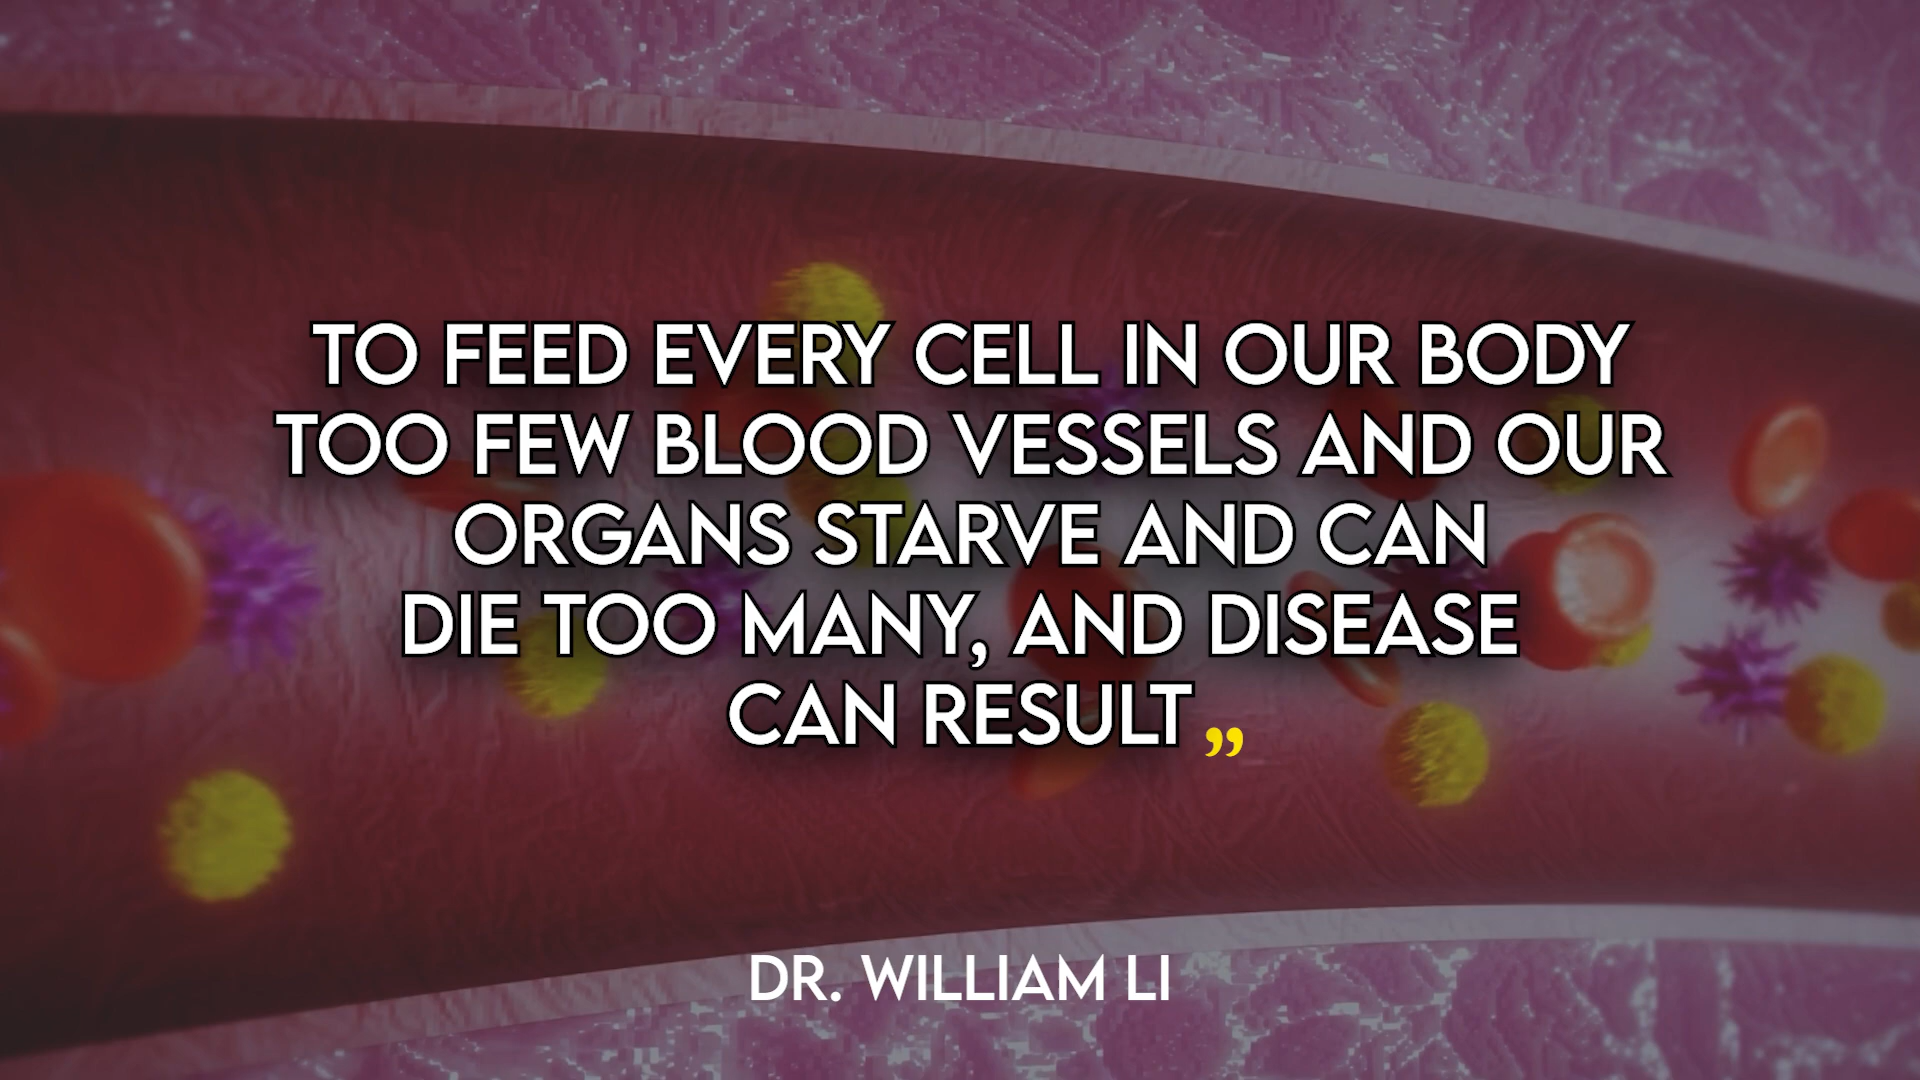 TO FEED EVERY CELL IN OUR BODY
TOO FEW BLOOD VESSELS AND OUR
ORGANS STARVE AND CAN
DIE TOO MANY, AND DISEASE
CAN RESULT „
DR. WILLIAM LI